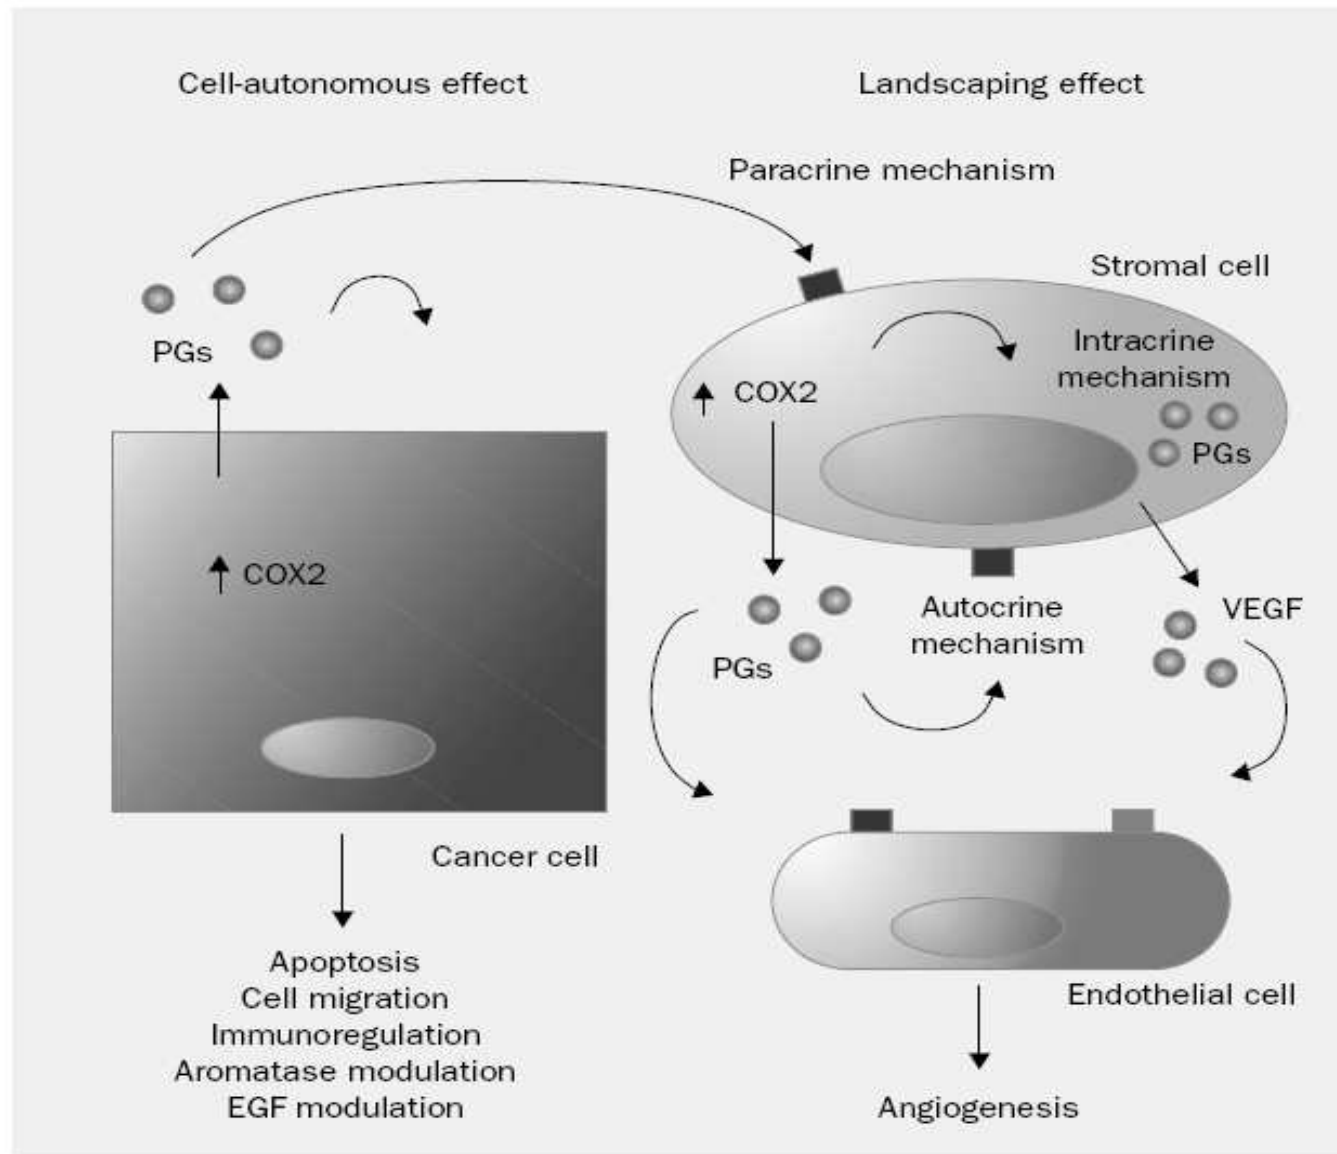 Cell-autonomous effect
Landscaping effect
Paracrine mechanism
Stromal cell
PGs
COX2
Intracrine
mechanism
PGs
COX2
PGs
Autocrine
mechanism
VEGF
Cancer cell
Apoptosis
Cell migration
Immunoregulation
Aromatase modulation
EGF modulation
Endothelial cell
Angiogenesis